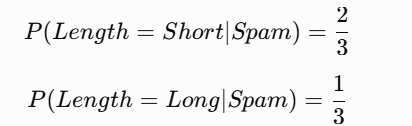 P(Length = Short|Spam) = 2/3
P(Length = Long|Spam) = 1/3